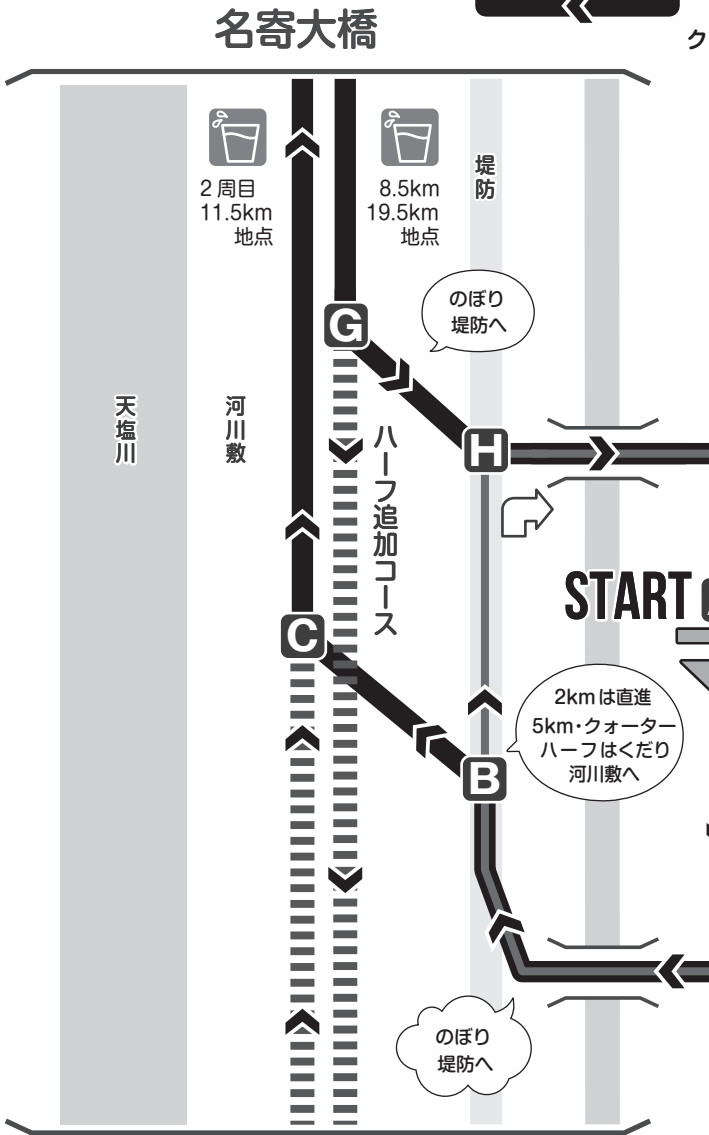 名寄大橋
ク
2周目
11.5km
地点
8.5km
19.5km
地点
堤防
のぼり
堤防へ
G
天塩川
河川敷
ハーフ追加コース
H
START
C
2kmは直進
5km・クォーター
ハーフはくだり
河川敷へ
B
のぼり
堤防へ